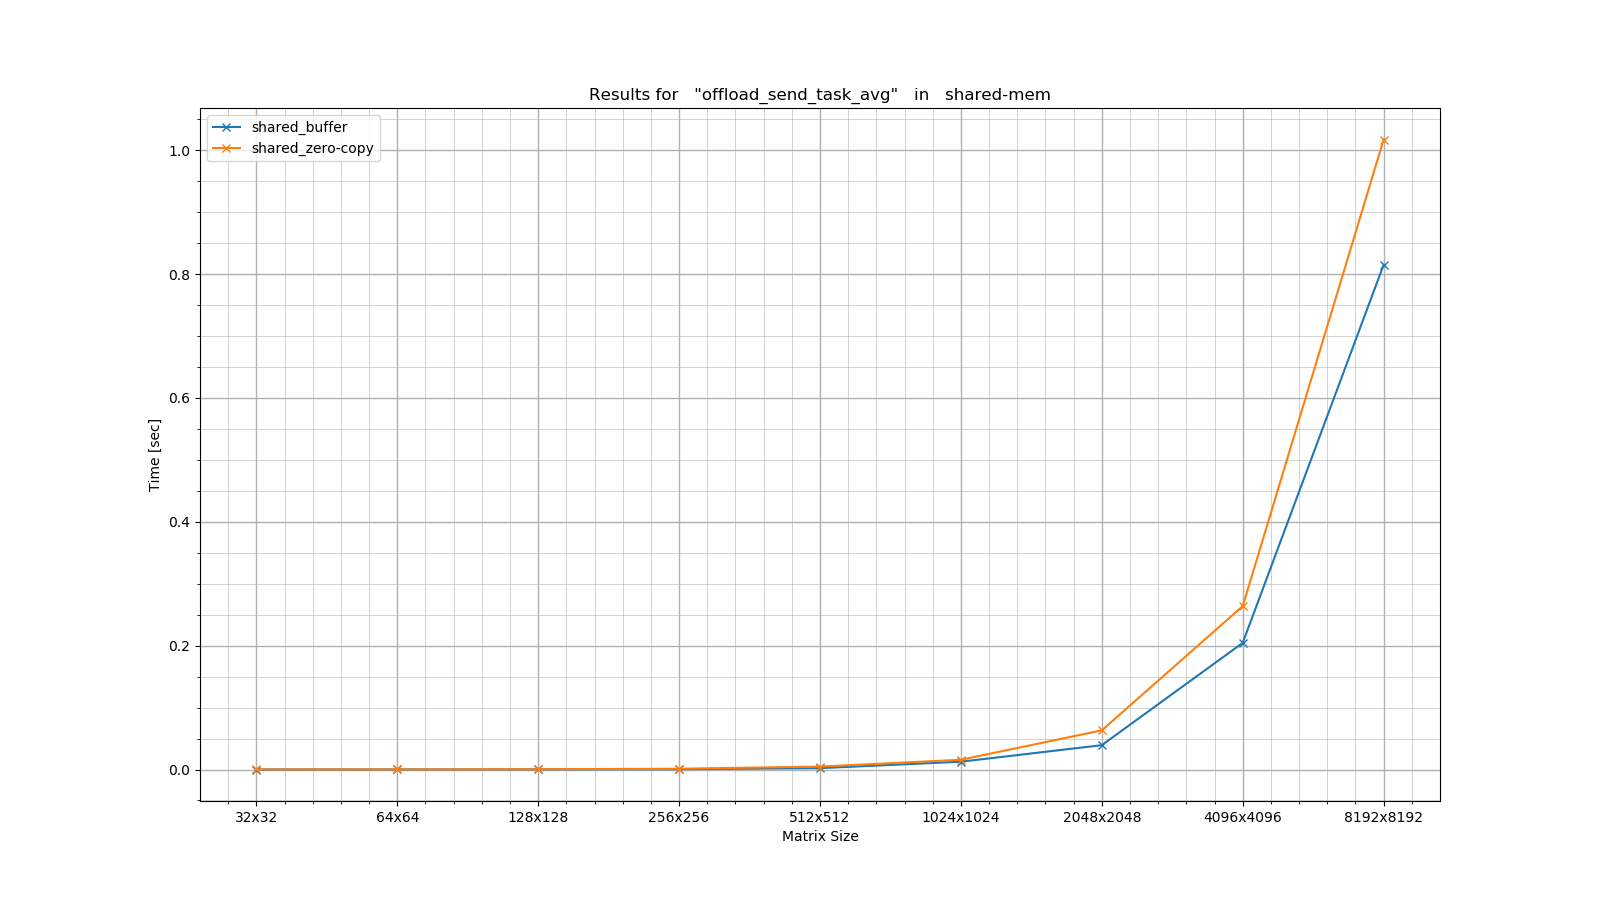 Results for "offload_send_task_avg" in shared-mem
shared_buffer
shared_zero-copy
1.0
0.8
0.6
0.4
0.2
0.0
Time [sec]
32x32 64x64 128x128 256x256 512x512 1024x1024 2048x2048 4096x4096 8192x8192
Matrix Size